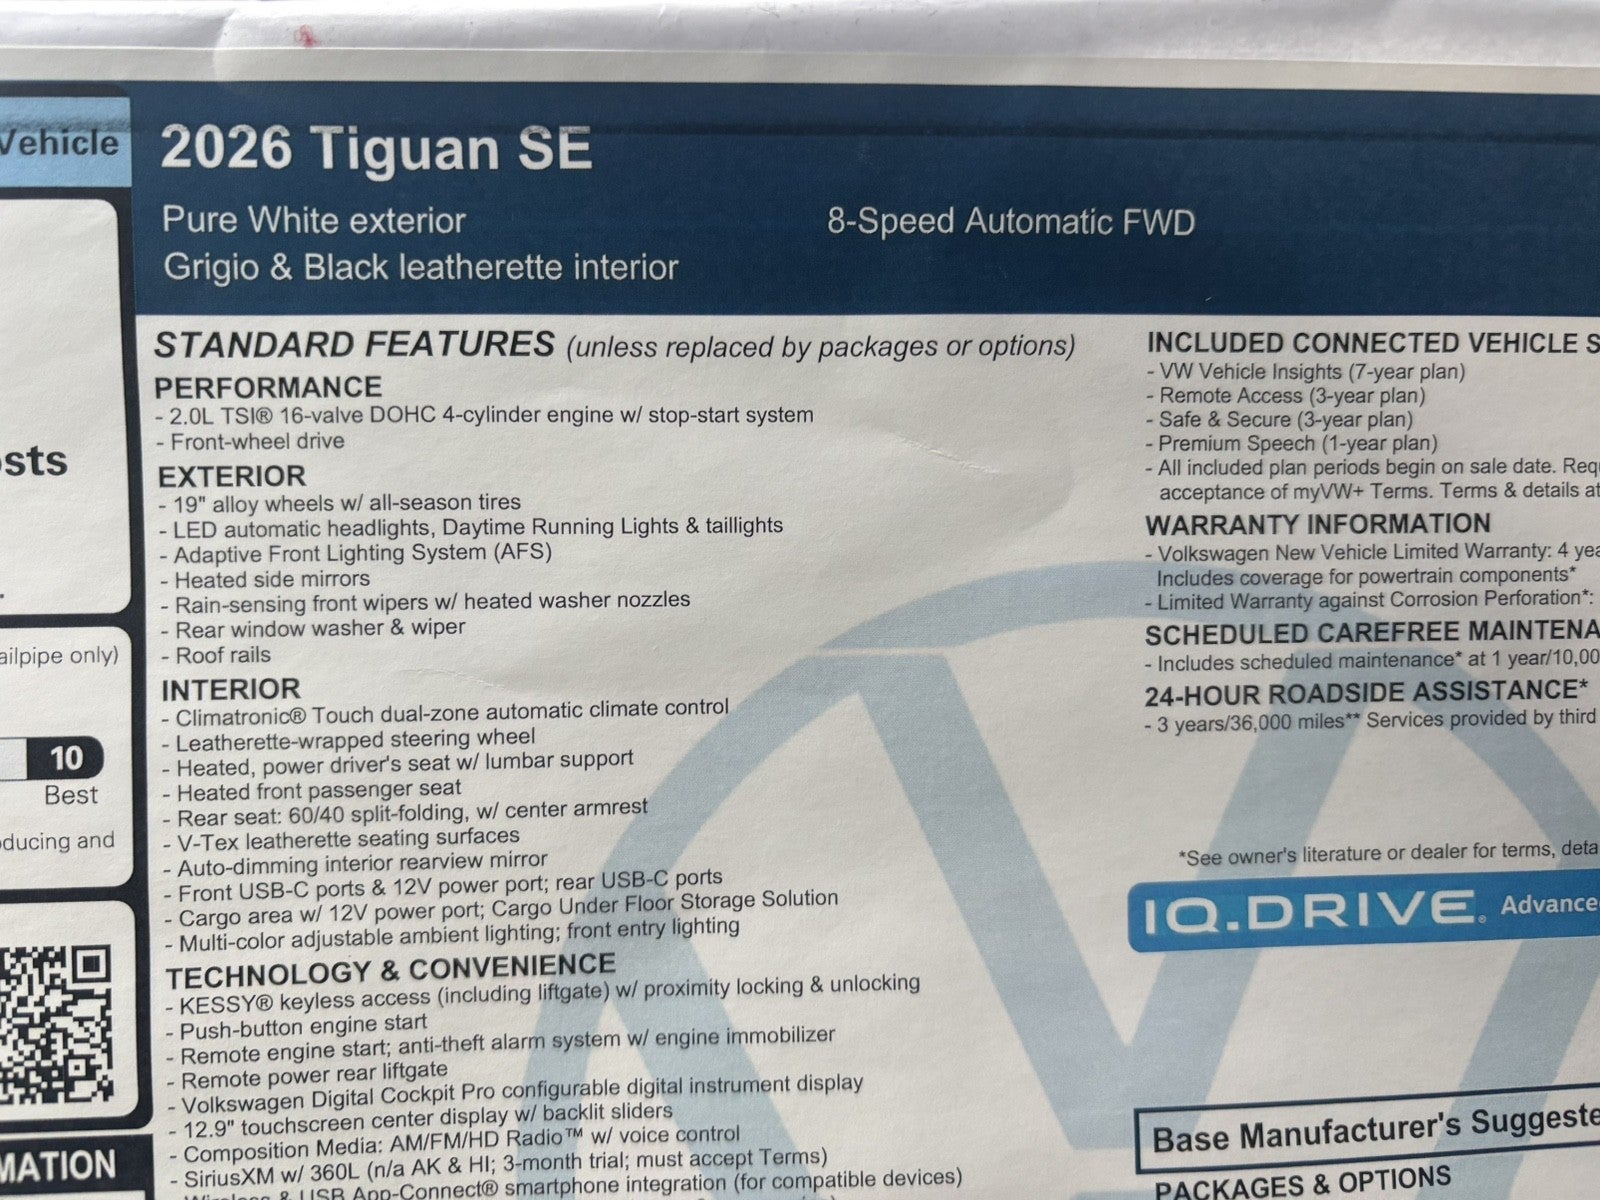 Vehicle
2026 Tiguan SE
Pure White exterior
8-Speed Automatic FWD
Grigio & Black leatherette interior
STANDARD FEATURES (unless replaced by packages or options)
PERFORMANCE
- 2.0L TSI® 16-valve DOHC 4-cylinder engine w/ stop-start system
- Front-wheel drive
EXTERIOR
- 19" alloy wheels w/ all-season tires
- LED automatic headlights, Daytime Running Lights & taillights
- Adaptive Front Lighting System (AFS)
- Heated side mirrors
- Rain-sensing front wipers w/ heated washer nozzles
- Rear window washer & wiper
- Roof rails
INTERIOR
- Climatronic® Touch dual-zone automatic climate control
- Leatherette-wrapped steering wheel
- Heated, power driver's seat w/ lumbar support
- Heated front passenger seat
- Rear seat: 60/40 split-folding, w/ center armrest
- V-Tex leatherette seating surfaces
- Auto-dimming interior rearview mirror
- Front USB-C ports & 12V power port; rear USB-C ports
- Cargo area w/ 12V power port; Cargo Under Floor Storage Solution
- Multi-color adjustable ambient lighting; front entry lighting
TECHNOLOGY & CONVENIENCE
- KESSY® keyless access (including liftgate) w/ proximity locking & unlocking
- Push-button engine start
- Remote engine start; anti-theft alarm system w/ engine immobilizer
- Remote power rear liftgate
- Volkswagen Digital Cockpit Pro configurable digital instrument display
- 12.9" touchscreen center display w/ backlit sliders
- Composition Media: AM/FM/HD Radio™ w/ voice control
- SiriusXM w/ 360L (n/a AK & HI; 3-month trial; must accept Terms)
& USB App-Connect® smartphone integration (for compatible devices)
INCLUDED CONNECTED VEHICLE S
- VW Vehicle Insights (7-year plan)
- Remote Access (3-year plan)
- Safe & Secure (3-year plan)
- Premium Speech (1-year plan)
- All included plan periods begin on sale date. Requ
acceptance of myVW+ Terms. Terms & details at
WARRANTY INFORMATION
- Volkswagen New Vehicle Limited Warranty: 4 yea
Includes coverage for powertrain components*
- Limited Warranty against Corrosion Perforation*:
SCHEDULED CAREFREE MAINTENA
- Includes scheduled maintenance* at 1 year/10,00
24-HOUR ROADSIDE ASSISTANCE*
- 3 years/36,000 miles** Services provided by third
*See owner's literature or dealer for terms, deta
IQ.DRIVE® Advance
Base Manufacturer's Suggeste
PACKAGES & OPTIONS
osts
ailpipe only)
10
Best
oducing and
MATION